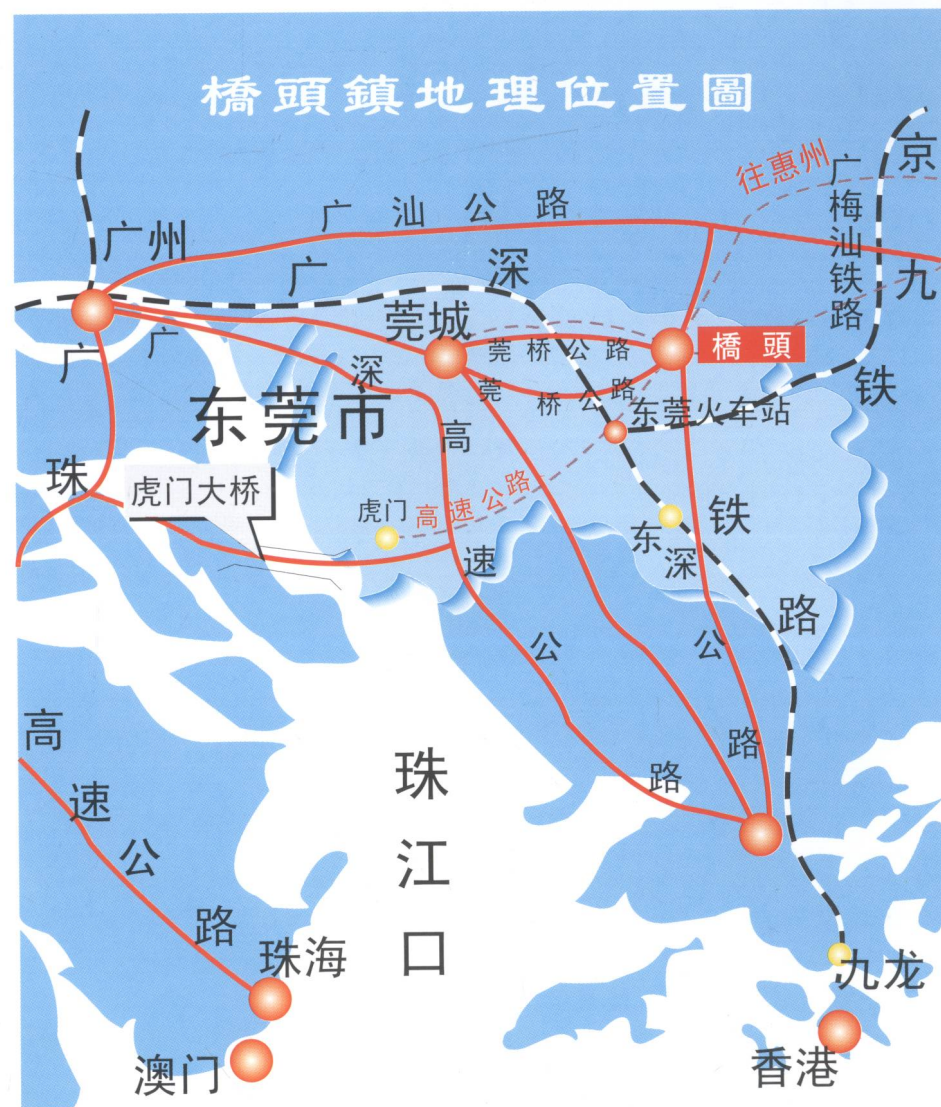 橋頭鎮地理位置圖
往惠州
广梅汕铁路
京九铁路
广汕公路
广州
广深铁路
莞城
莞桥公路
橋頭
莞桥公路
东莞火车站
广深高速公路
东莞市
广珠高速公路
虎门大桥
虎门
高速公路
东深公路
珠江口
珠海
澳门
九龙
香港